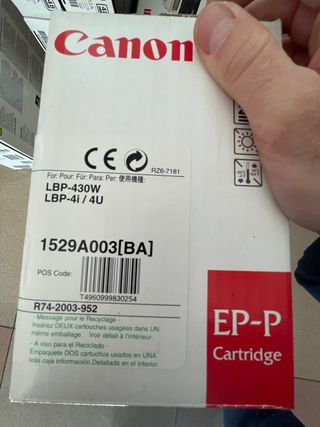 Canon
CE
RZ6-7181
For: Pour: Für: Para: Per: 使用機種:
LBP-430W
LBP-4i / 4U
1529A003[BA]
POS Code:
T4960999830254
R74-2003-952
- Message pour le Recyclage -
Insérez DEUX cartouches usagées dans UN
même emballage. Voir détail à l'intérieur.
- A viso para el Reciclado -
Empaquete DOS cartuchos usados en UNA
sola caja información.Detallada en el interior
EP-P
Cartridge